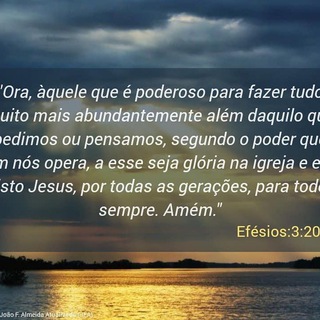 "Ora, àquele que é poderoso para fazer tudo
uito mais abundantemente além daquilo qu
pedimos ou pensamos, segundo o poder que
m nós opera, a esse seja glória na igreja e e
isto Jesus, por todas as gerações, para tod
sempre. Amém."
Efésios:3:20
João F. Almeida